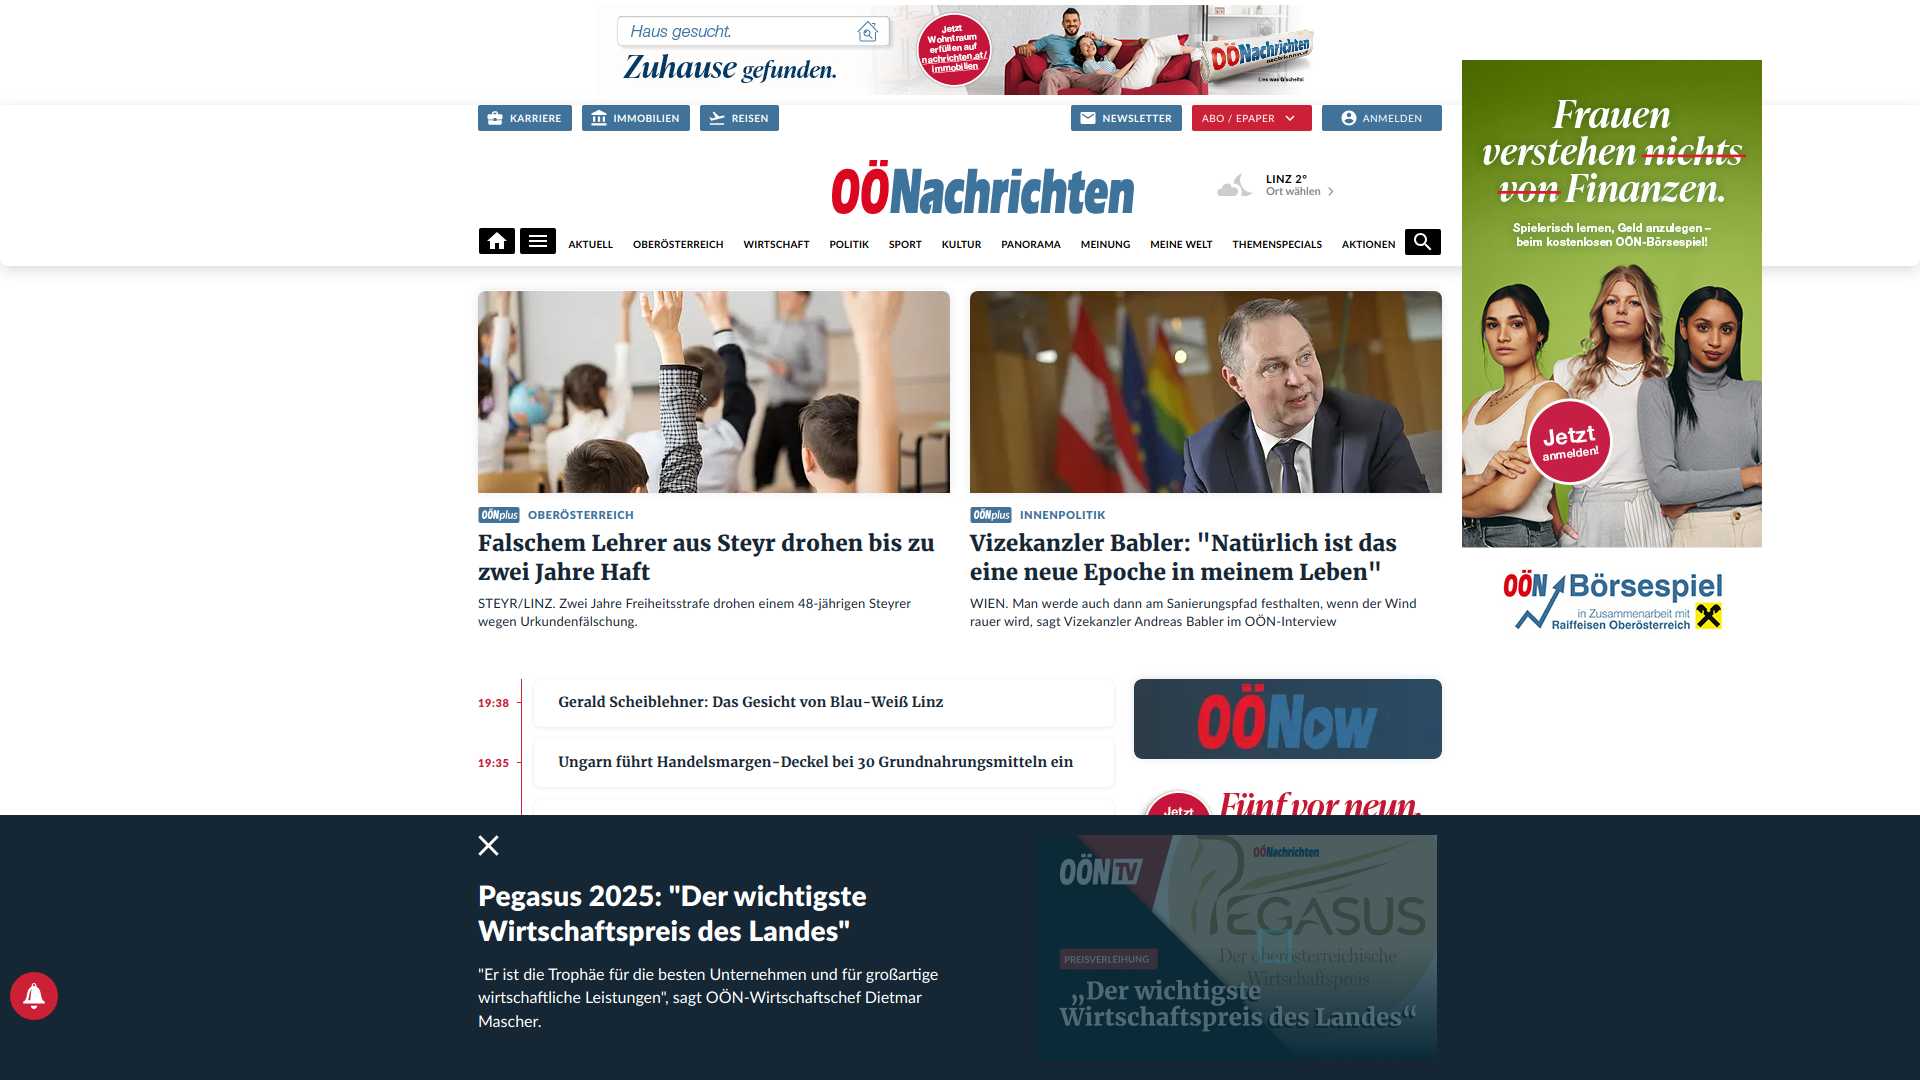 Haus gesucht.
Zuhause gefunden.
Jetzt
Wohntraum
erfüllen auf
nachrichten.at/
immobilien
OÖNachrichten
Lies was G'scheits!
KARRIERE
IMMOBILIEN
REISEN
NEWSLETTER
ABO / EPAPER
ANMELDEN
OÖNachrichten
LINZ 2°
Ort wählen
AKTUELL
OBERÖSTERREICH
WIRTSCHAFT
POLITIK
SPORT
KULTUR
PANORAMA
MEINUNG
MEINE WELT
THEMENSPECIALS
AKTIONEN
Frauen
verstehen nichts
von Finanzen.
Spielerisch lernen, Geld anzulegen –
beim kostenlosen OÖN-Börsespiel!
Jetzt
anmelden!
OÖN Börsespiel
in Zusammenarbeit mit
Raiffeisen Oberösterreich
OÖNplus OBERÖSTERREICH
Falschem Lehrer aus Steyr drohen bis zu
zwei Jahre Haft
STEYR/LINZ. Zwei Jahre Freiheitsstrafe drohen einem 48-jährigen Steyrer
wegen Urkundenfälschung.
OÖNplus INNENPOLITIK
Vizekanzler Babler: "Natürlich ist das
eine neue Epoche in meinem Leben"
WIEN. Man werde auch dann am Sanierungspfad festhalten, wenn der Wind
rauer wird, sagt Vizekanzler Andreas Babler im OÖN-Interview
19:38
Gerald Scheiblehner: Das Gesicht von Blau-Weiß Linz
19:35
Ungarn führt Handelsmargen-Deckel bei 30 Grundnahrungsmitteln ein
OÖNow
Jetzt
Fünf vor neun.
Pegasus 2025: "Der wichtigste
Wirtschaftspreis des Landes"
"Er ist die Trophäe für die besten Unternehmen und für großartige
wirtschaftliche Leistungen", sagt OÖN-Wirtschaftschef Dietmar
Mascher.
OÖN TV
OÖNachrichten
PEGASUS
Der oberösterreichische
Wirtschaftspreis
PREISVERLEIHUNG
„Der wichtigste
Wirtschaftspreis des Landes“